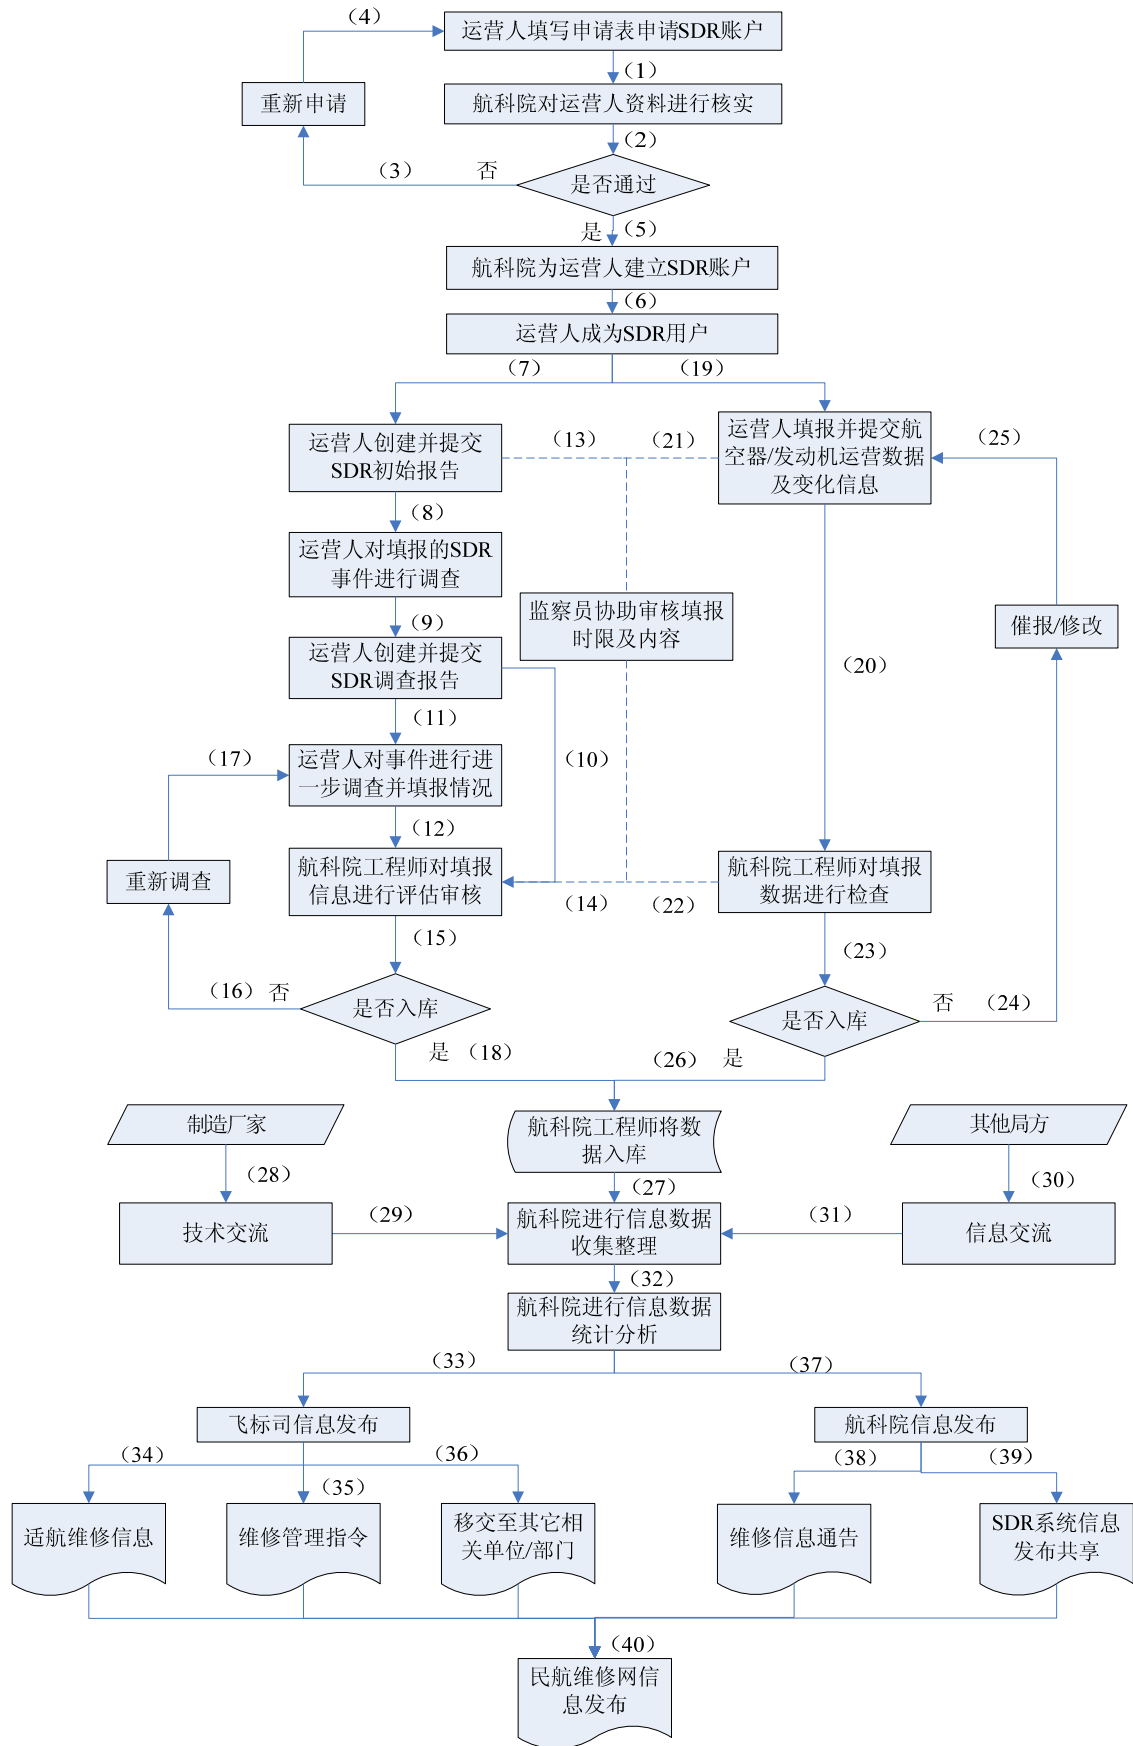 （4）
运营人填写申请表申请SDR账户
（1）
重新申请
航科院对运营人资料进行核实
（2）
（3）
否
是否通过
是
（5）
航科院为运营人建立SDR账户
（6）
运营人成为SDR用户
（7）
（19）
运营人创建并提交
SDR初始报告
（13）
（21）
运营人填报并提交航
空器/发动机运营数据
及变化信息
（25）
（8）
运营人对填报的SDR
事件进行调查
监察员协助审核填报
时限及内容
催报/修改
（9）
运营人创建并提交
SDR调查报告
（20）
（11）
（10）
（17）
运营人对事件进行进
一步调查并填报情况
（12）
重新调查
航科院工程师对填报
信息进行评估审核
（14）
（22）
航科院工程师对填报
数据进行检查
（15）
（23）
（16）
否
是否入库
是否入库
否
（24）
是
（18）
（26）
是
制造厂家
航科院工程师将数
据入库
其他局方
（28）
（27）
（30）
技术交流
（29）
航科院进行信息数据
收集整理
（31）
信息交流
（32）
航科院进行信息数据
统计分析
（33）
（37）
飞标司信息发布
航科院信息发布
（34）
（35）
（36）
（38）
（39）
适航维修信息
维修管理指令
移交至其它相
关单位/部门
维修信息通告
SDR系统信息
发布共享
（40）
民航维修网信
息发布